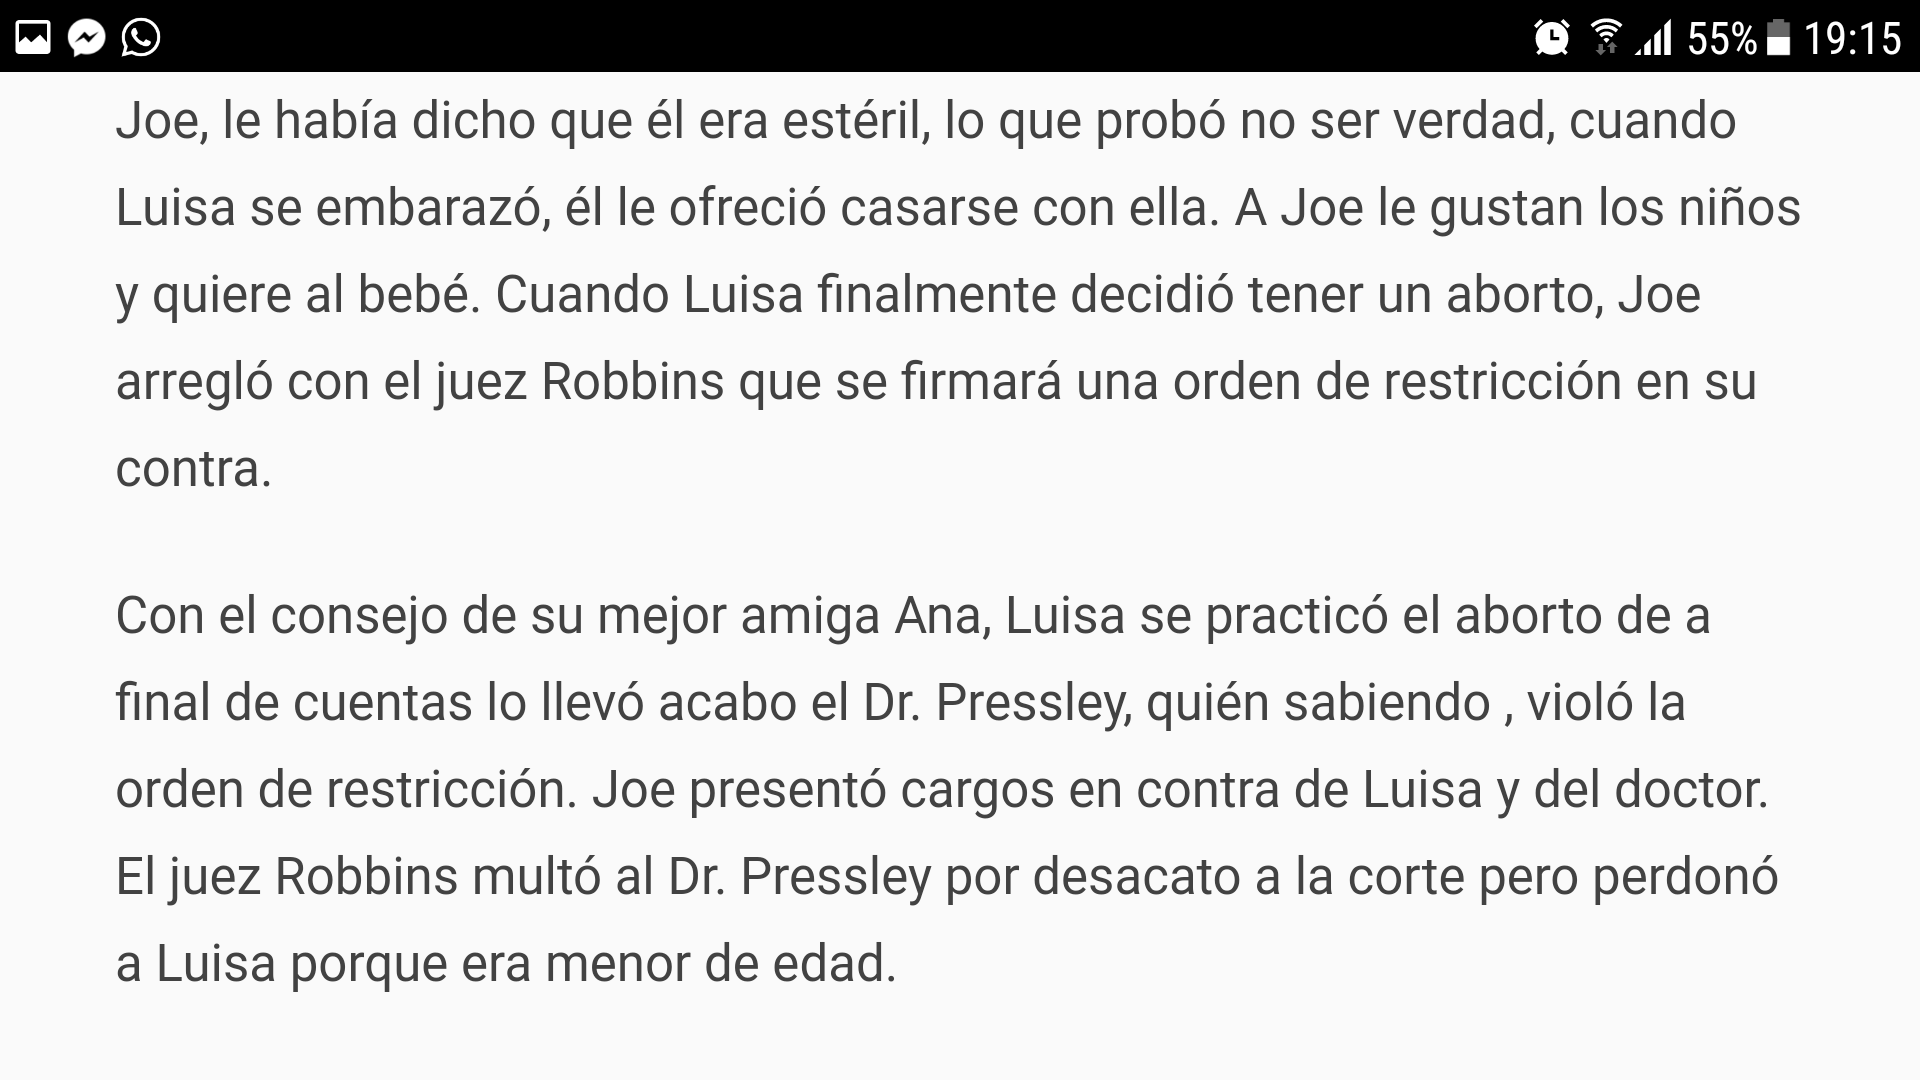 55% 19:15
Joe, le había dicho que él era estéril, lo que probó no ser verdad, cuando
Luisa se embarazó, él le ofreció casarse con ella. A Joe le gustan los niños
y quiere al bebé. Cuando Luisa finalmente decidió tener un aborto, Joe
arregló con el juez Robbins que se firmará una orden de restricción en su
contra.
Con el consejo de su mejor amiga Ana, Luisa se practicó el aborto de a
final de cuentas lo llevó acabo el Dr. Pressley, quién sabiendo , violó la
orden de restricción. Joe presentó cargos en contra de Luisa y del doctor.
El juez Robbins multó al Dr. Pressley por desacato a la corte pero perdonó
a Luisa porque era menor de edad.